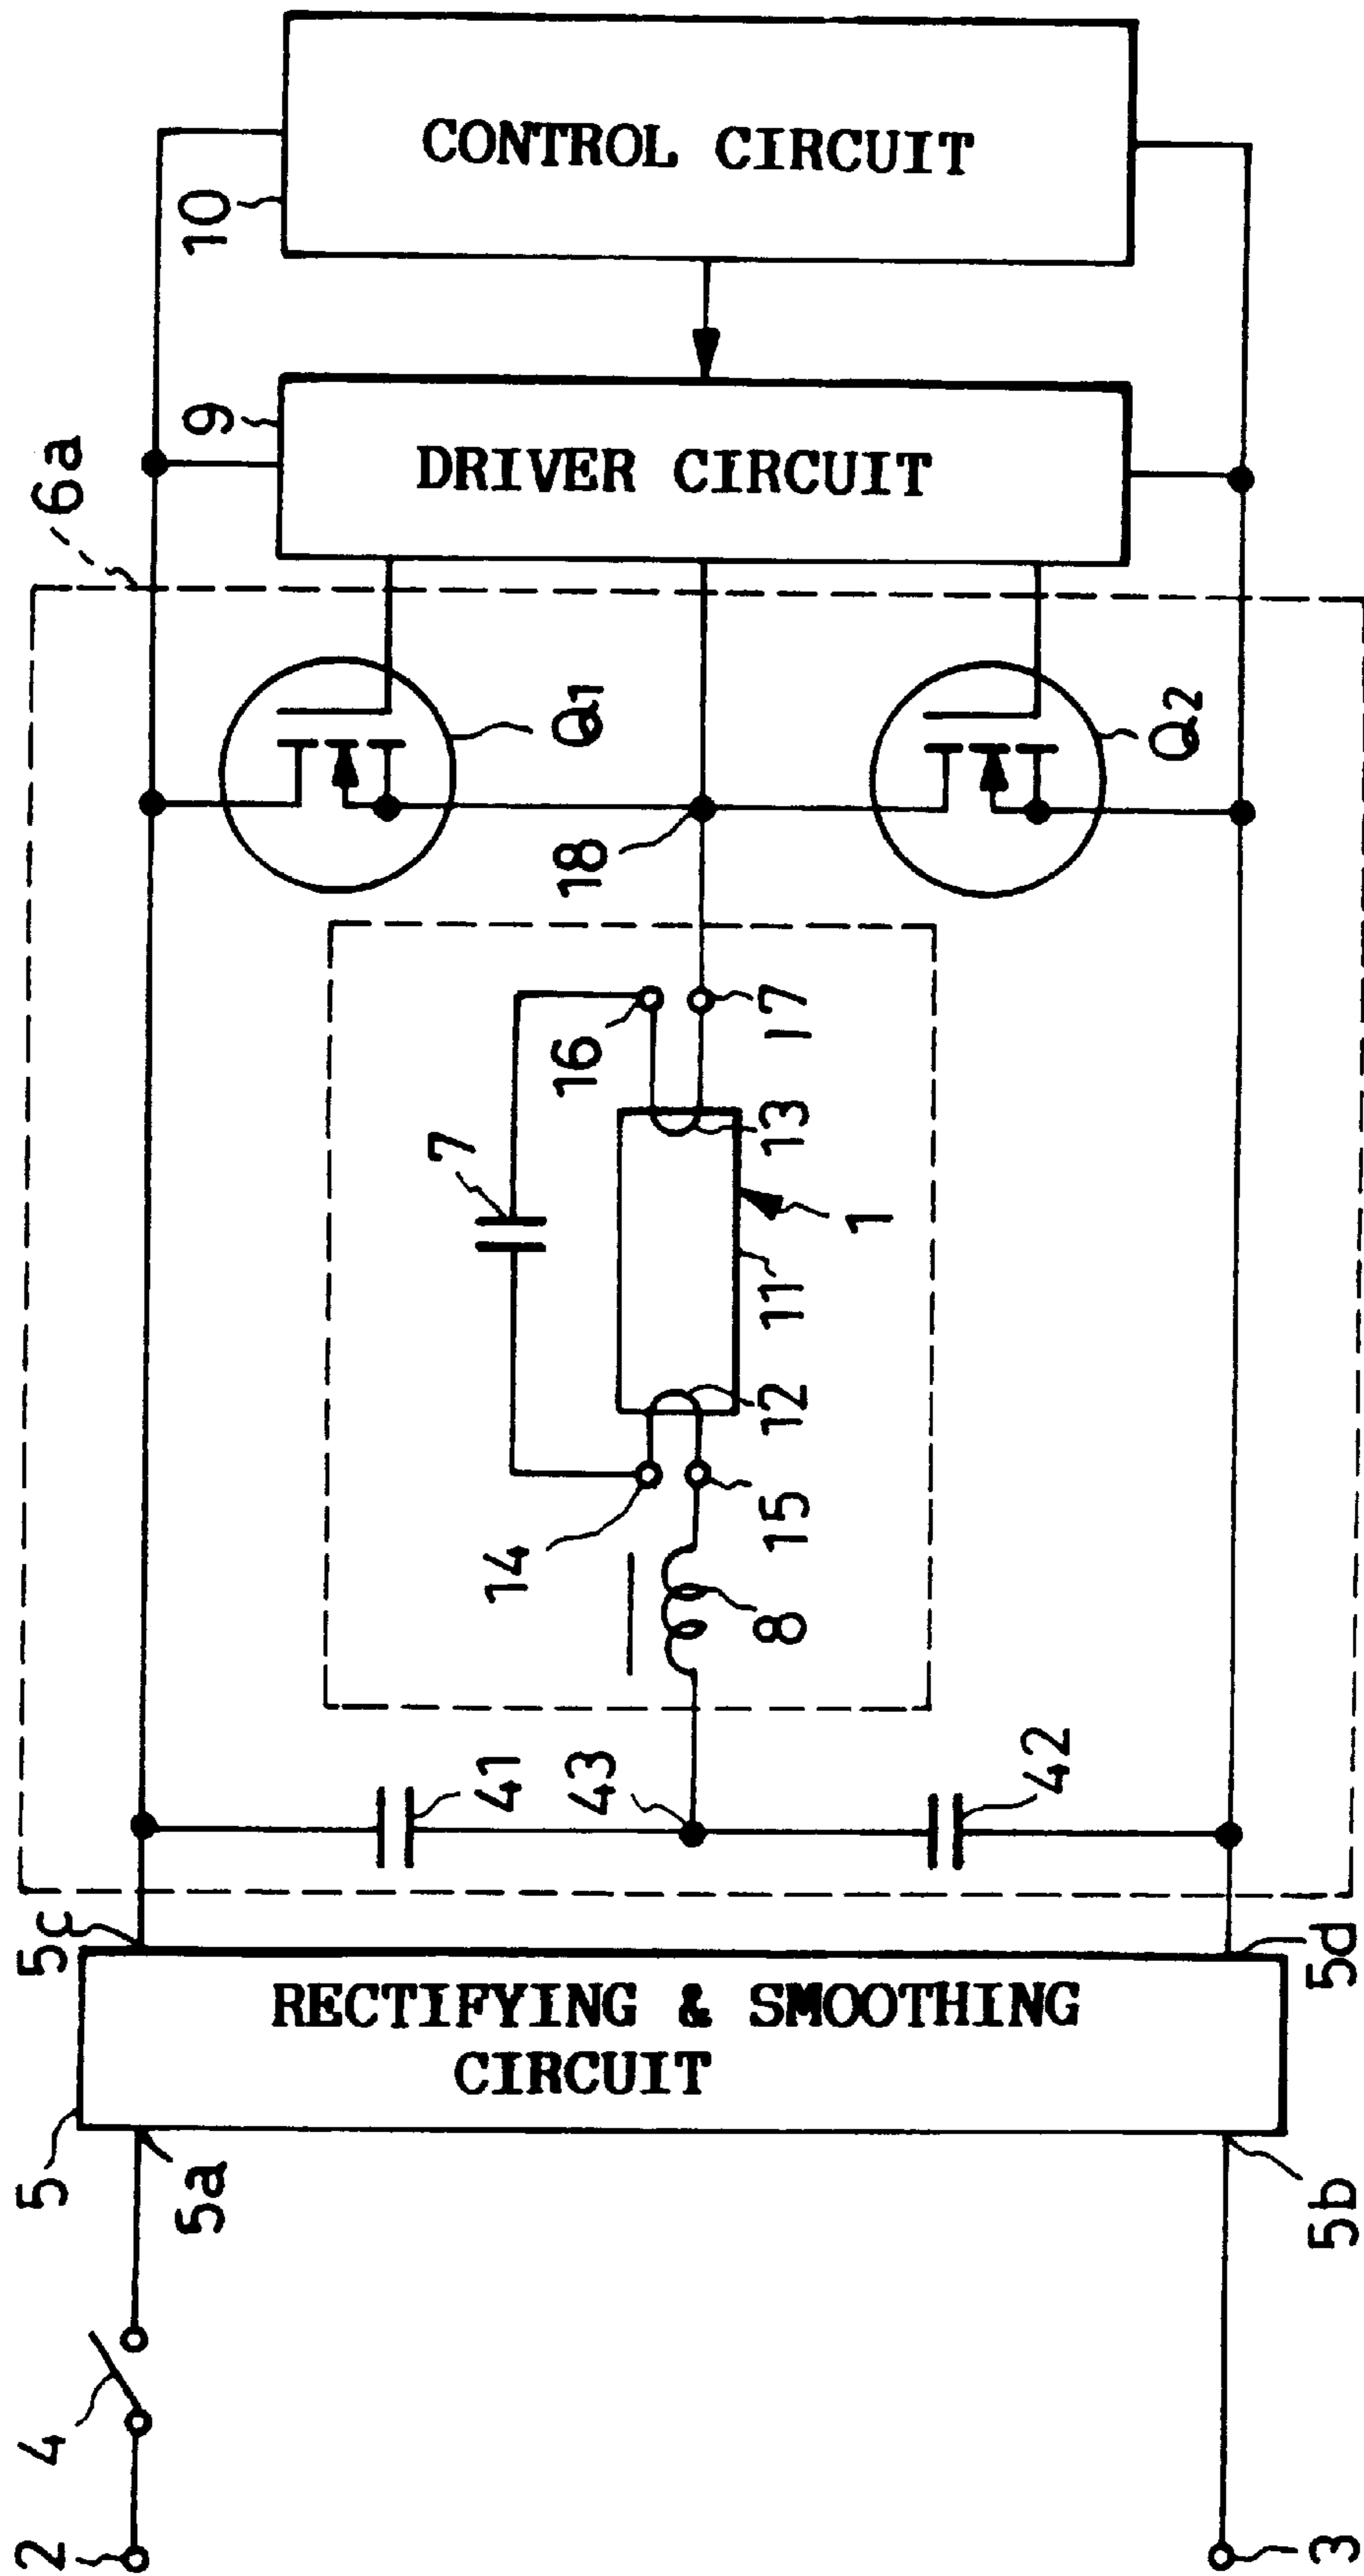 CONTROL CIRCUIT
10
DRIVER CIRCUIT
9
6a
Q1
Q2
18
16
17
7
13
1
11
12
14
15
8
41
43
42
5c
5d
RECTIFYING & SMOOTHING
CIRCUIT
5
5a
5b
4
2
3